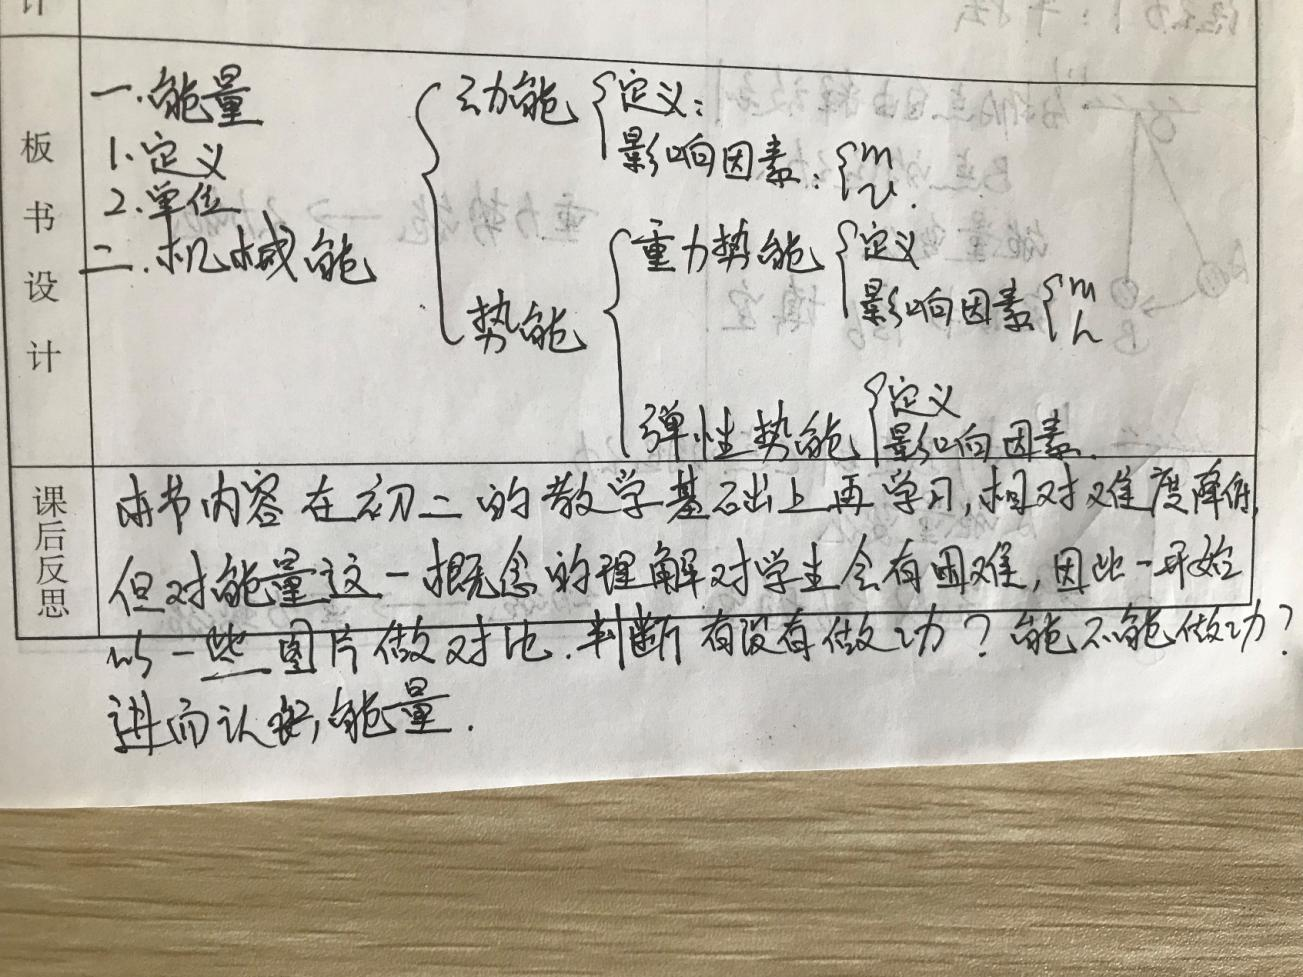 计
板书设计
一.能量
1.定义
2.单位
二.机械能
动能
定义:
影响因素:
m
v.
势能
重力势能
定义
影响因素
m
h
弹性势能
定义
影响因素.
课后反思
本节内容在初二的教学基础上再学习,相对难度降低,
但对能量这一概念的理解对学生会有困难,因此一开始
以一些图片做对比.判断有没有做功?能不能做功?
进而认识能量.